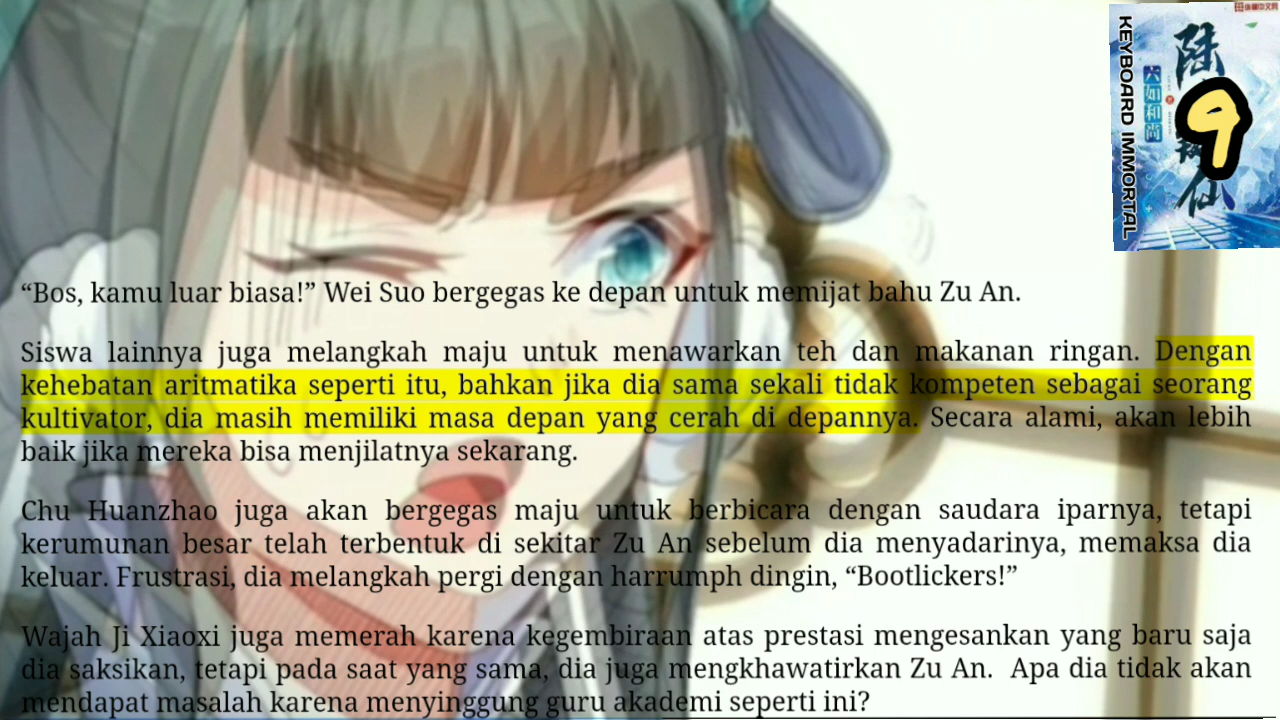 “Bos, kamu luar biasa!” Wei Suo bergegas ke depan untuk memijat bahu Zu An.
Siswa lainnya juga melangkah maju untuk menawarkan teh dan makanan ringan. Dengan
kehebatan aritmatika seperti itu, bahkan jika dia sama sekali tidak kompeten sebagai seorang
kultivator, dia masih memiliki masa depan yang cerah di depannya. Secara alami, akan lebih
baik jika mereka bisa menjilatnya sekarang.
Chu Huanzhao juga akan bergegas maju untuk berbicara dengan saudara iparnya, tetapi
kerumunan besar telah terbentuk di sekitar Zu An sebelum dia menyadarinya, memaksa dia
keluar. Frustrasi, dia melangkah pergi dengan harrumph dingin, “Bootlickers!”
Wajah Ji Xiaoxi juga memerah karena kegembiraan atas prestasi mengesankan yang baru saja
dia saksikan, tetapi pada saat yang sama, dia juga mengkhawatirkan Zu An.  Apa dia tidak akan
mendapat masalah karena menyinggung guru akademi seperti ini?
KEYBOARD IMMORTAL
陆
仙
六如和尚
9